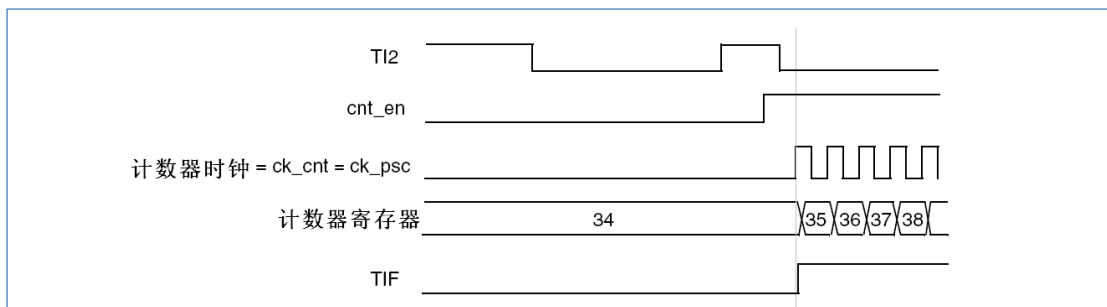 TI2
cnt_en
计数器时钟 = ck_cnt = ck_psc
计数器寄存器 34 35 36 37 38
TIF